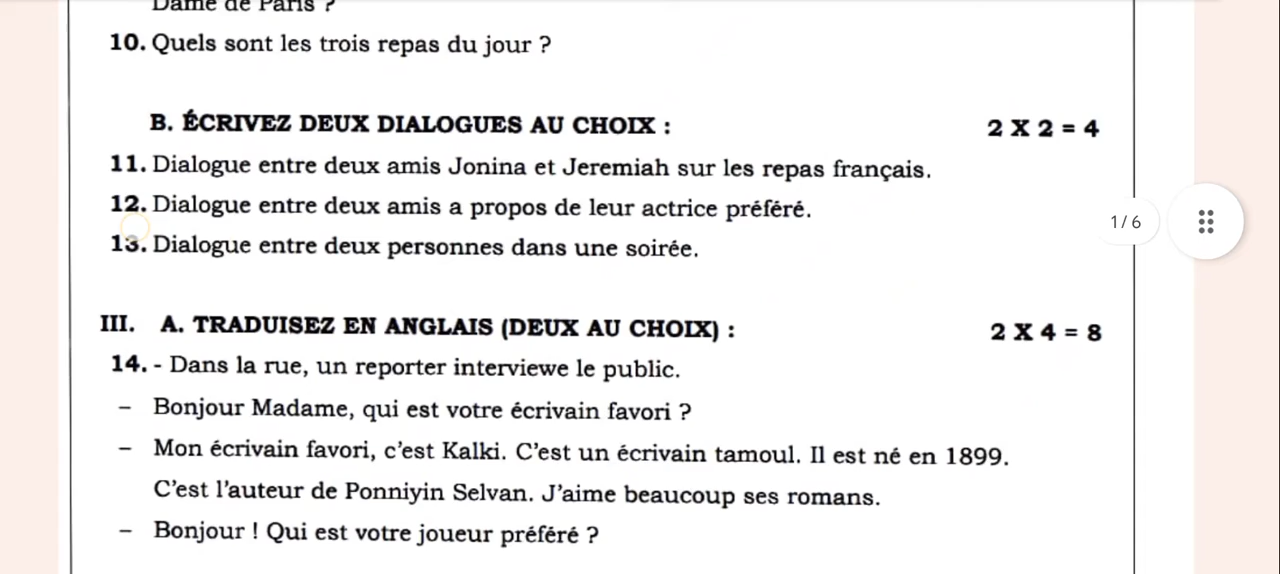 Dame de Paris ?
10. Quels sont les trois repas du jour ?
B. ÉCRIVEZ DEUX DIALOGUES AU CHOIX : 2 X 2 = 4
11. Dialogue entre deux amis Jonina et Jeremiah sur les repas français.
12. Dialogue entre deux amis a propos de leur actrice préféré.
13. Dialogue entre deux personnes dans une soirée.
1/6
III. A. TRADUISEZ EN ANGLAIS (DEUX AU CHOIX) : 2 X 4 = 8
14. - Dans la rue, un reporter interviewe le public.
– Bonjour Madame, qui est votre écrivain favori ?
– Mon écrivain favori, c'est Kalki. C'est un écrivain tamoul. Il est né en 1899.
C'est l'auteur de Ponniyin Selvan. J'aime beaucoup ses romans.
– Bonjour ! Qui est votre joueur préféré ?